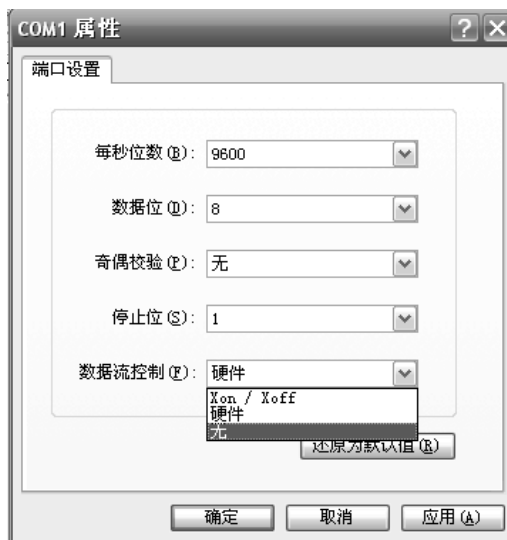 COM1 属性
端口设置
每秒位数(B): 9600
数据位(D): 8
奇偶校验(P): 无
停止位(S): 1
数据流控制(F): 硬件
Xon / Xoff
硬件
无
还原为默认值(R)
确定 取消 应用(A)